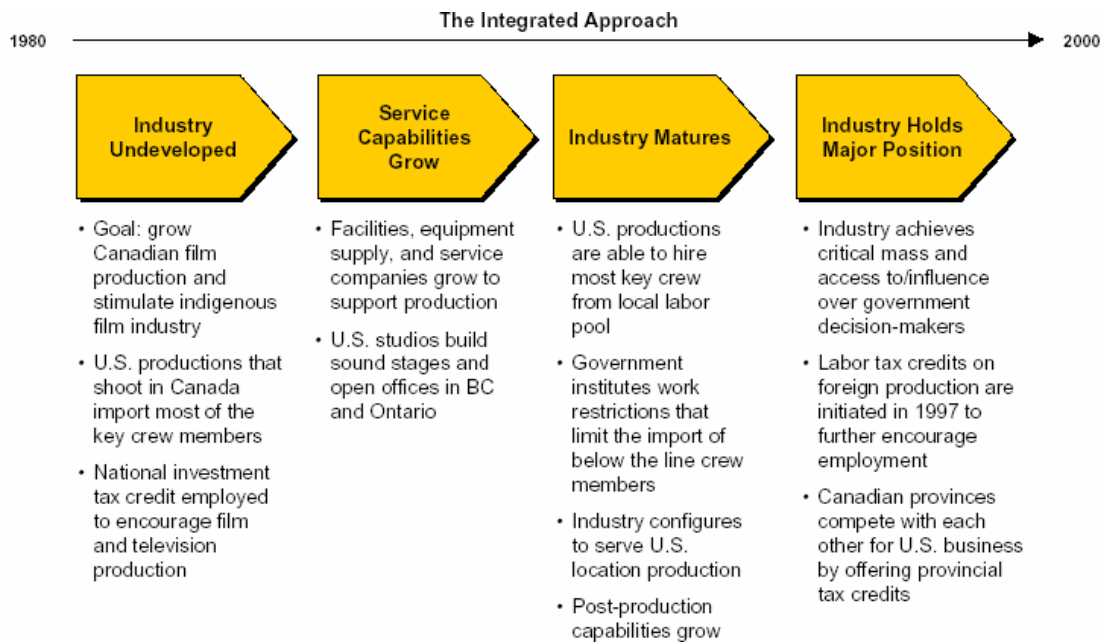 The Integrated Approach
1980
2000
Industry
Undeveloped
Service
Capabilities
Grow
Industry Matures
Industry Holds
Major Position
• Goal: grow
Canadian film
production and
stimulate indigenous
film industry
• U.S. productions that
shoot in Canada
import most of the
key crew members
• National investment
tax credit employed
to encourage film
and television
production
• Facilities, equipment
supply, and service
companies grow to
support production
• U.S. studios build
sound stages and
open offices in BC
and Ontario
• U.S. productions
are able to hire
most key crew
from local labor
pool
• Government
institutes work
restrictions that
limit the import of
below the line crew
members
• Industry configures
to serve U.S.
location production
• Post-production
capabilities grow
• Industry achieves
critical mass and
access to/influence
over government
decision-makers
• Labor tax credits on
foreign production are
initiated in 1997 to
further encourage
employment
• Canadian provinces
compete with each
other for U.S. business
by offering provincial
tax credits